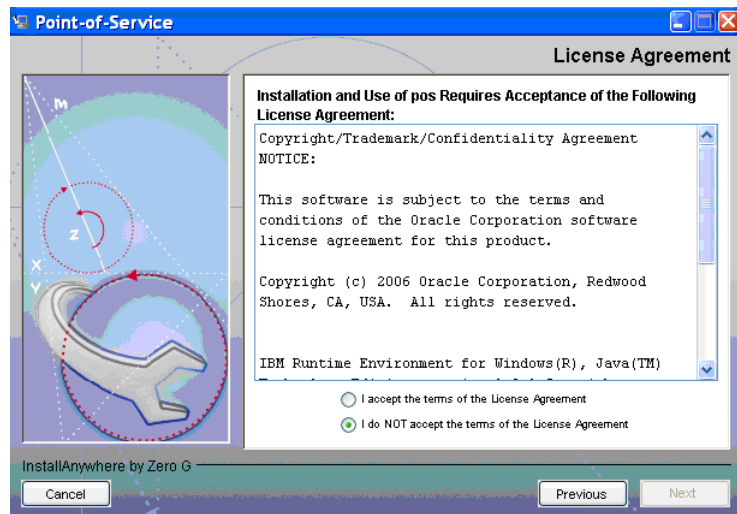 Point-of-Service
License Agreement
M
Z
X
Y
Installation and Use of pos Requires Acceptance of the Following
License Agreement:
Copyright/Trademark/Confidentiality Agreement
NOTICE:
This software is subject to the terms and
conditions of the Oracle Corporation software
license agreement for this product.
Copyright (c) 2006 Oracle Corporation, Redwood
Shores, CA, USA.  All rights reserved.
IBM Runtime Environment for Windows(R), Java(TM)
I accept the terms of the License Agreement
I do NOT accept the terms of the License Agreement
InstallAnywhere by Zero G
Cancel
Previous
Next